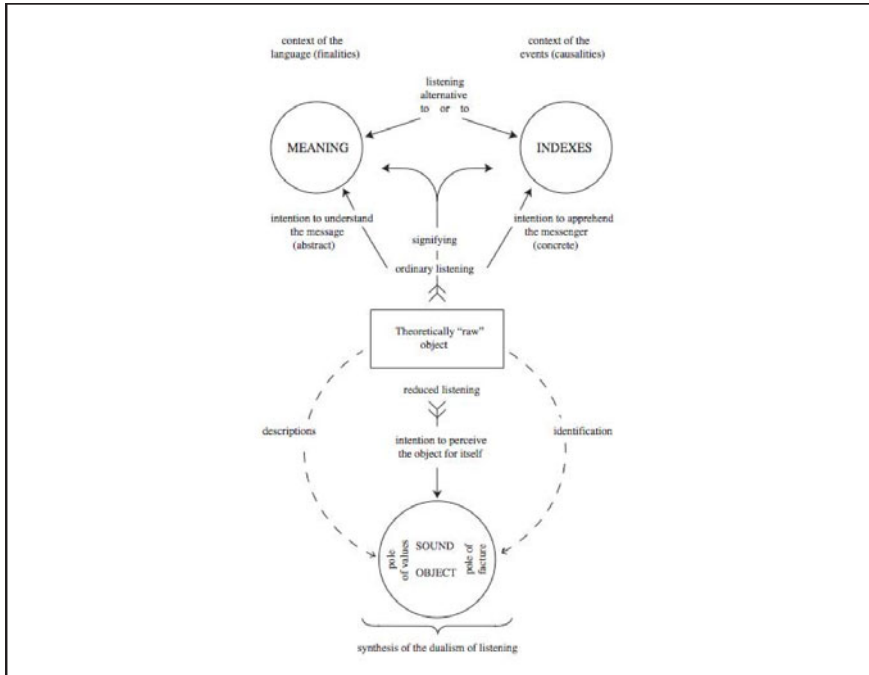 context of the
language (finalities)
context of the
events (causalities)
listening
alternative
to or to
MEANING
INDEXES
intention to understand
the message
(abstract)
intention to apprehend
the messenger
(concrete)
signifying
ordinary listening
Theoretically “raw”
object
reduced listening
descriptions
identification
intention to perceive
the object for itself
pole
of values
SOUND
OBJECT
pole of
facture
synthesis of the dualism of listening